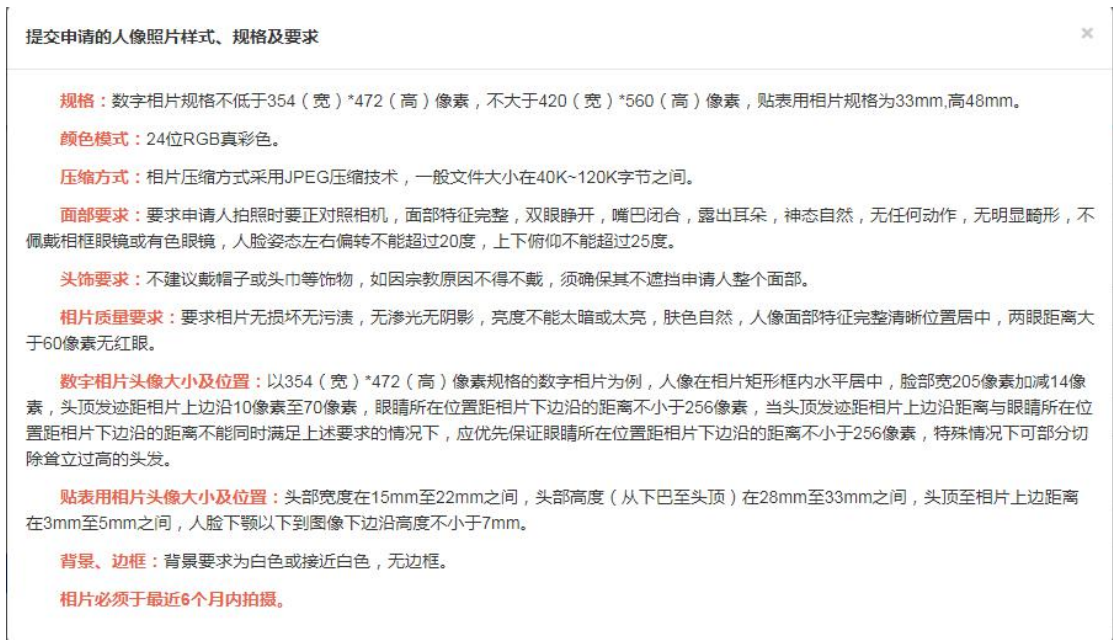 提交申请的人像照片样式、规格及要求
×
规格：数字相片规格不低于354（宽）*472（高）像素，不大于420（宽）*560（高）像素，贴表用相片规格为33mm,高48mm。
颜色模式：24位RGB真彩色。
压缩方式：相片压缩方式采用JPEG压缩技术，一般文件大小在40K~120K字节之间。
面部要求：要求申请人拍照时要正对照相机，面部特征完整，双眼睁开，嘴巴闭合，露出耳朵，神态自然，无任何动作，无明显畸形，不
佩戴相框眼镜或有色眼镜，人脸姿态左右偏转不能超过20度，上下俯仰不能超过25度。
头饰要求：不建议戴帽子或头巾等饰物，如因宗教原因不得不戴，须确保其不遮挡申请人整个面部。
相片质量要求：要求相片无损坏无污渍，无渗光无阴影，亮度不能太暗或太亮，肤色自然，人像面部特征完整清晰位置居中，两眼距离大
于60像素无红眼。
数字相片头像大小及位置：以354（宽）*472（高）像素规格的数字相片为例，人像在相片矩形框内水平居中，脸部宽205像素加减14像
素，头顶发迹距相片上边沿10像素至70像素，眼睛所在位置距相片下边沿的距离不小于256像素，当头顶发迹距相片上边沿距离与眼睛所在位
置距相片下边沿的距离不能同时满足上述要求的情况下，应优先保证眼睛所在位置距相片下边沿的距离不小于256像素，特殊情况下可部分切
除耸立过高的头发。
贴表用相片头像大小及位置：头部宽度在15mm至22mm之间，头部高度（从下巴至头顶）在28mm至33mm之间，头顶至相片上边距离
在3mm至5mm之间，人脸下颚以下到图像下边沿高度不小于7mm。
背景、边框：背景要求为白色或接近白色，无边框。
相片必须于最近6个月内拍摄。